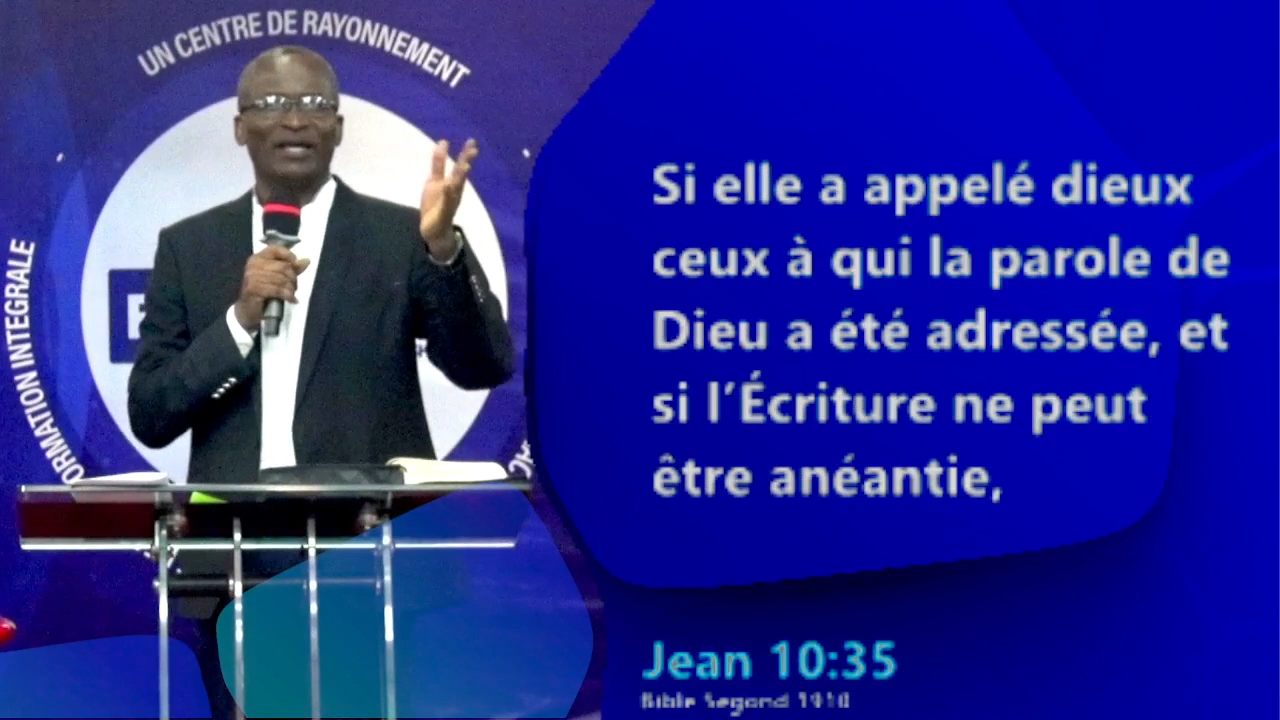 UN CENTRE DE RAYONNEMENT
ORMATION INTEGRALE
Si elle a appelé dieux
ceux à qui la parole de
Dieu a été adressée, et
si l’Écriture ne peut
être anéantie,
Jean 10:35
Bible Segond 1910